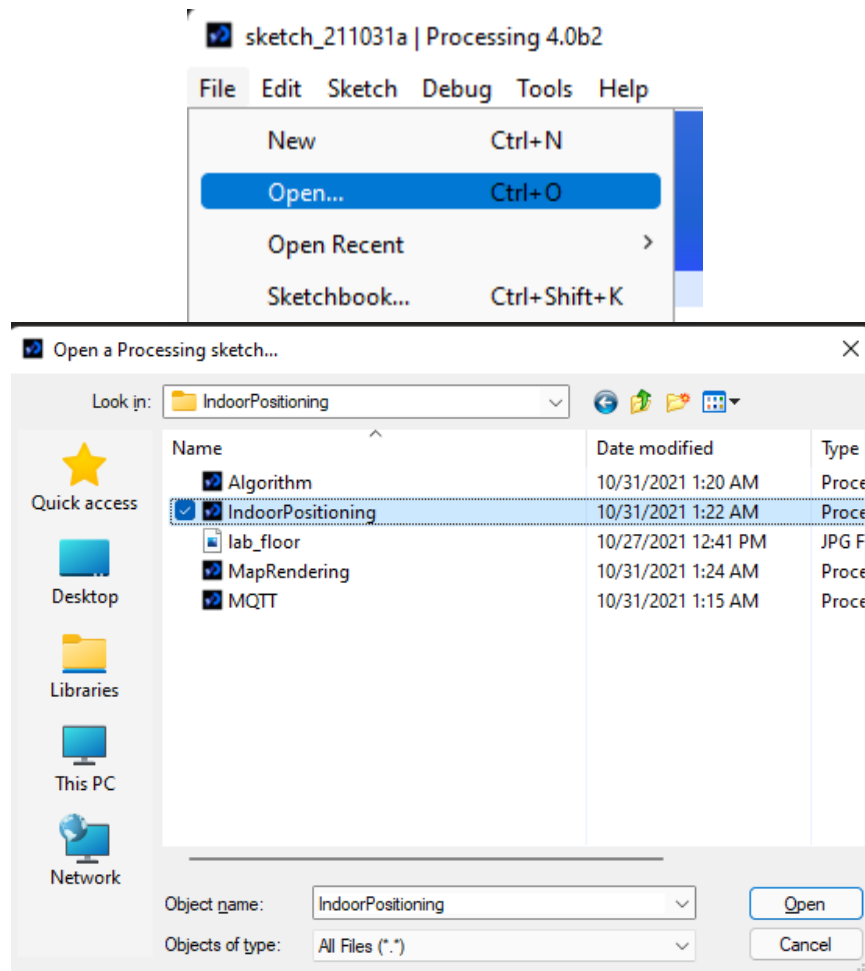 sketch_211031a | Processing 4.0b2
File Edit Sketch Debug Tools Help
New Ctrl+N
Open... Ctrl+O
Open Recent
Sketchbook... Ctrl+Shift+K
Open a Processing sketch...
Look in: IndoorPositioning
Name Date modified Type
Algorithm 10/31/2021 1:20 AM Proce
IndoorPositioning 10/31/2021 1:22 AM Proce
lab_floor 10/27/2021 12:41 PM JPG F
MapRendering 10/31/2021 1:24 AM Proce
MQTT 10/31/2021 1:15 AM Proce
Quick access
Desktop
Libraries
This PC
Network
Object name: IndoorPositioning Open
Objects of type: All Files (*.*) Cancel